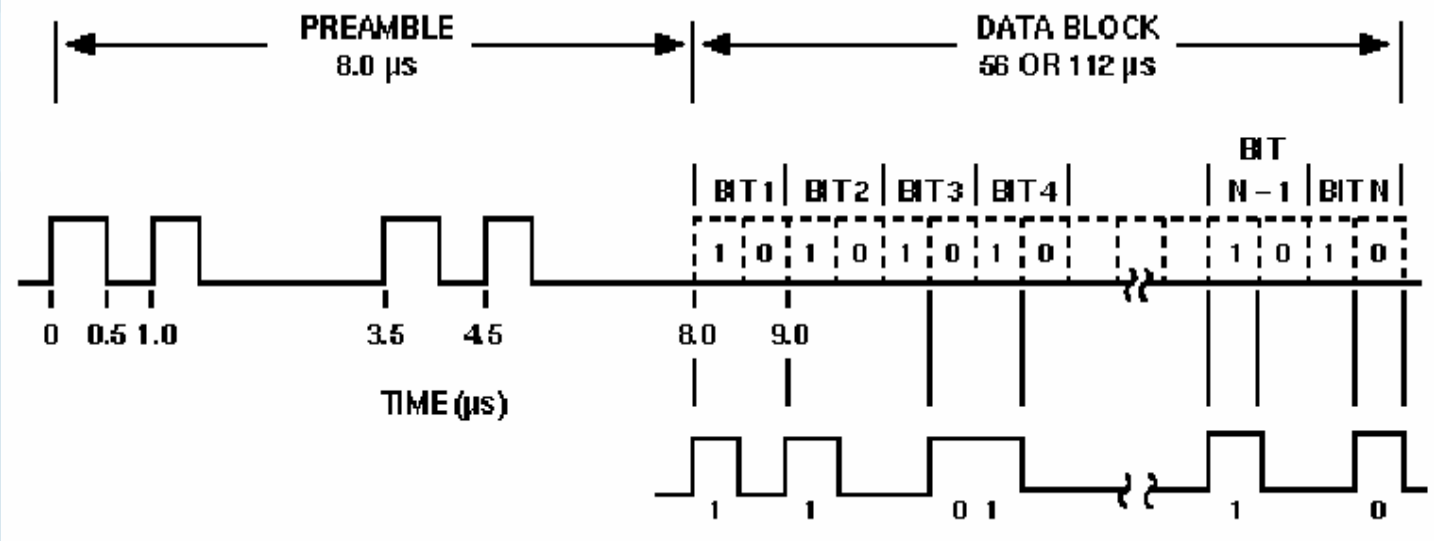 PREAMBLE
8.0 µs
DATA BLOCK
56 OR 112 µs
BIT 1 BIT 2 BIT 3 BIT 4 BIT N – 1 BIT N
1 0 1 0 1 0 1 0 1 0 1 0
0 0.5 1.0 3.5 4.5 8.0 9.0
TIME (µs)
1 1 0 1 1 0